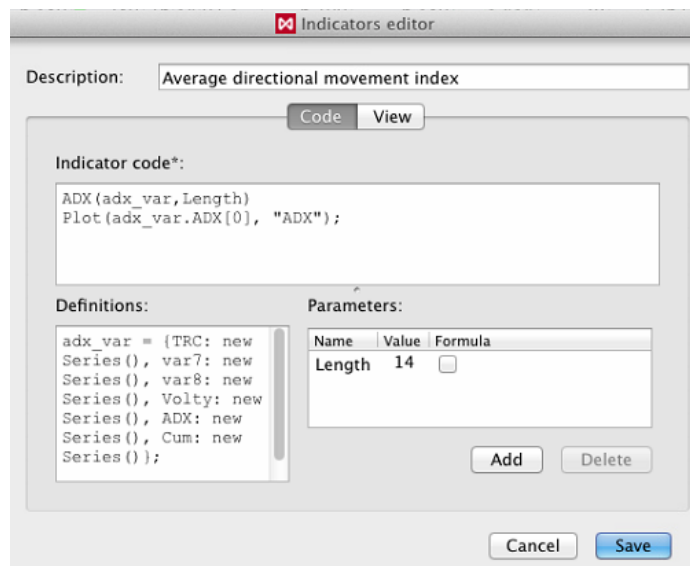 Indicators editor
Description: Average directional movement index
Code View
Indicator code*:
ADX(adx_var,Length)
Plot(adx_var.ADX[0], "ADX");
Definitions:
adx_var = {TRC: new
Series(), var7: new
Series(), var8: new
Series(), Volty: new
Series(), ADX: new
Series(), Cum: new
Series()};
Parameters:
Name Value Formula
Length 14
Add Delete
Cancel Save